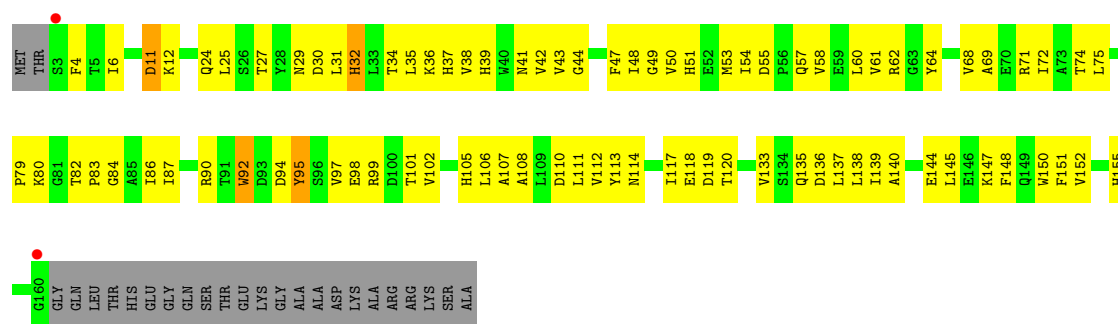 MET THR S3 F4 T5 I6 D11 K12 Q24 L25 S26 T27 Y28 N29 D30 L31 H32 L33 T34 L35 K36 H37 V38 H39 W40 N41 V42 V43 G44 F47 I48 G49 V50 H51 E52 M53 I54 D55 P56 Q57 V58 E59 L60 V61 R62 G63 Y64 V68 A69 E70 R71 I72 A73 T74 L75
P79 K80 G81 T82 P83 G84 A85 I86 I87 R90 T91 W92 D93 D94 Y95 S96 V97 E98 R99 D100 T101 V102 H105 L106 A107 A108 L109 D110 L111 V112 Y113 N114 I117 E118 D119 T120 V133 S134 Q135 D136 L137 L138 I139 A140 E144 L145 E146 K147 F148 Q149 W150 F151 V152 H155
G160 GLY GLN LEU THR HIS GLU GLY GLN SER THR GLU LYS GLY ALA ALA ASP LYS ALA ARG ARG LYS SER ALA